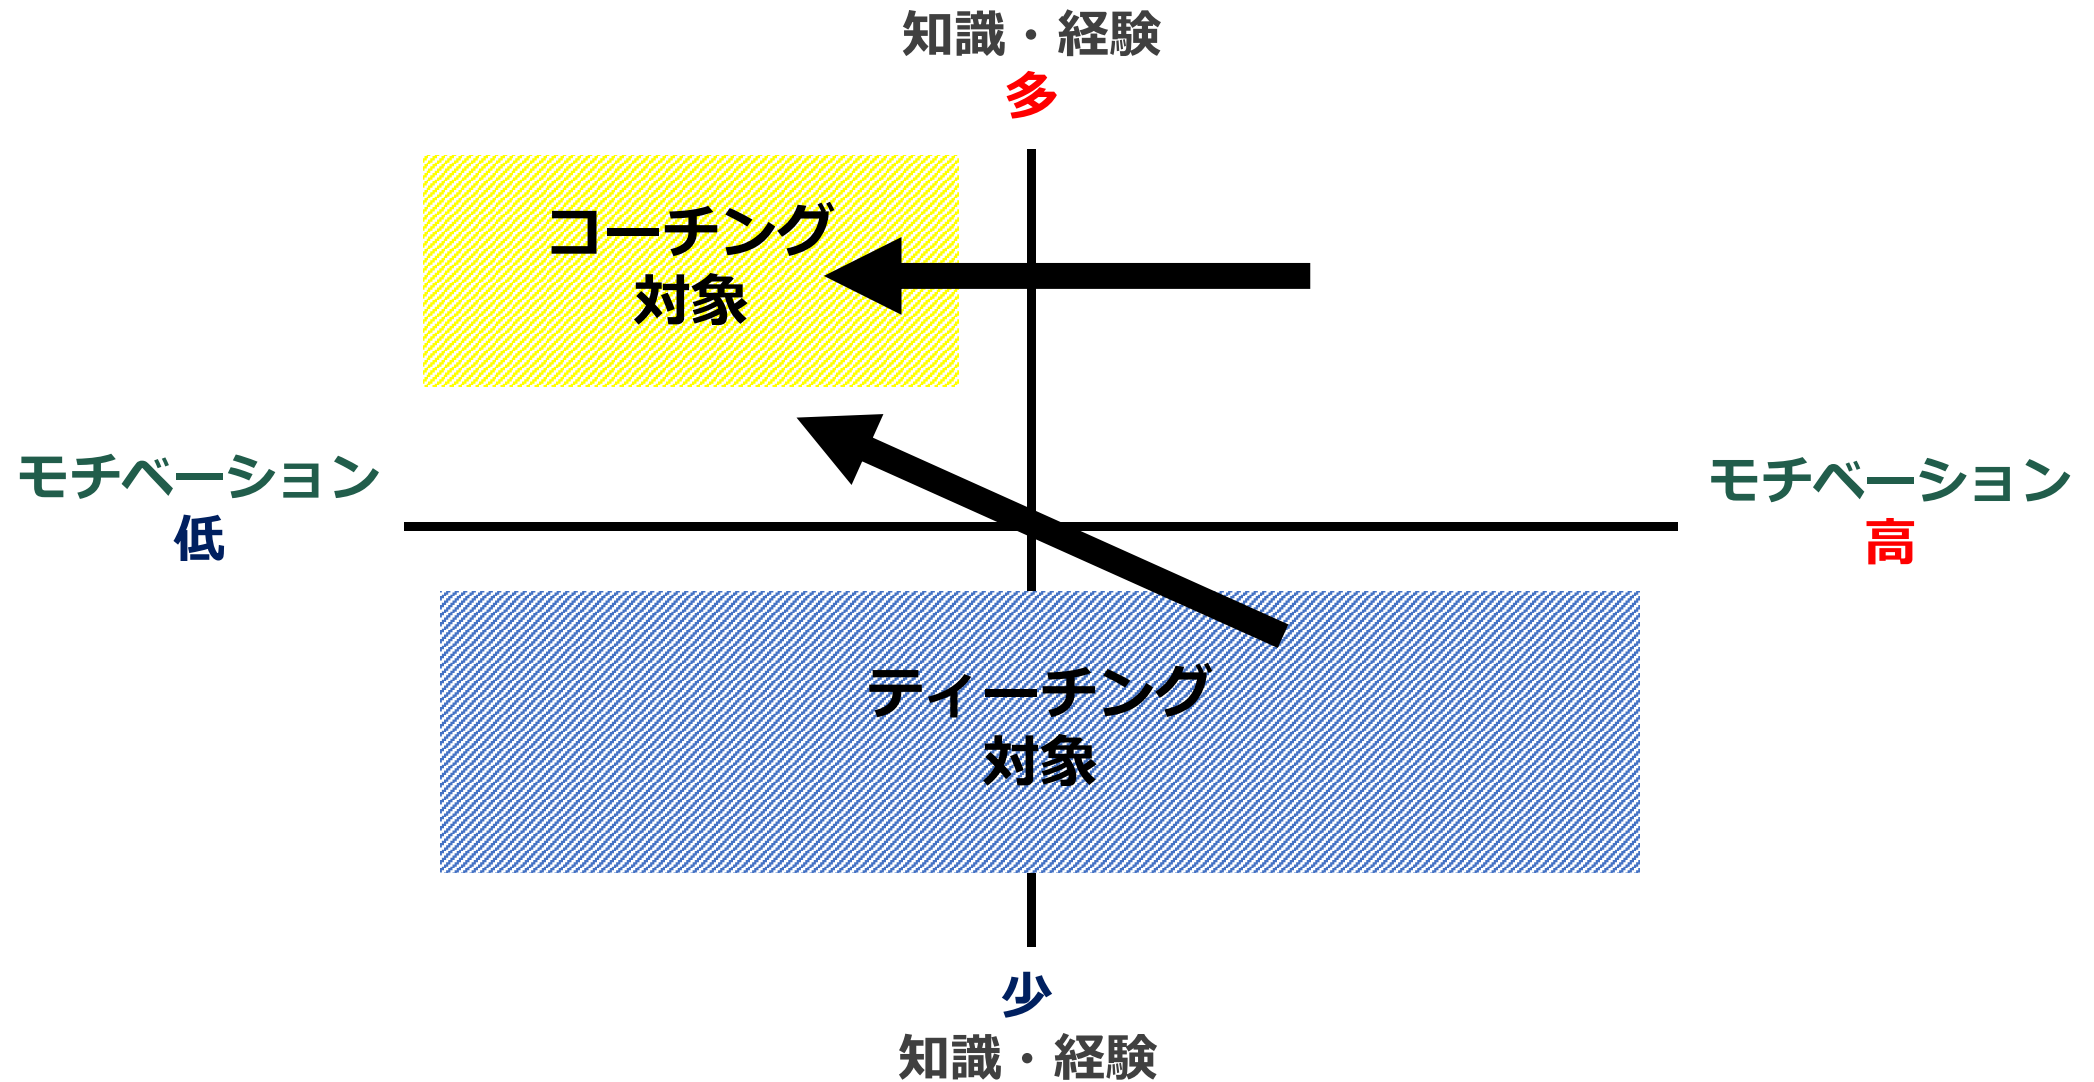 知識・経験
多
コーチング
対象
モチベーション
低
モチベーション
高
ティーチング
対象
少
知識・経験